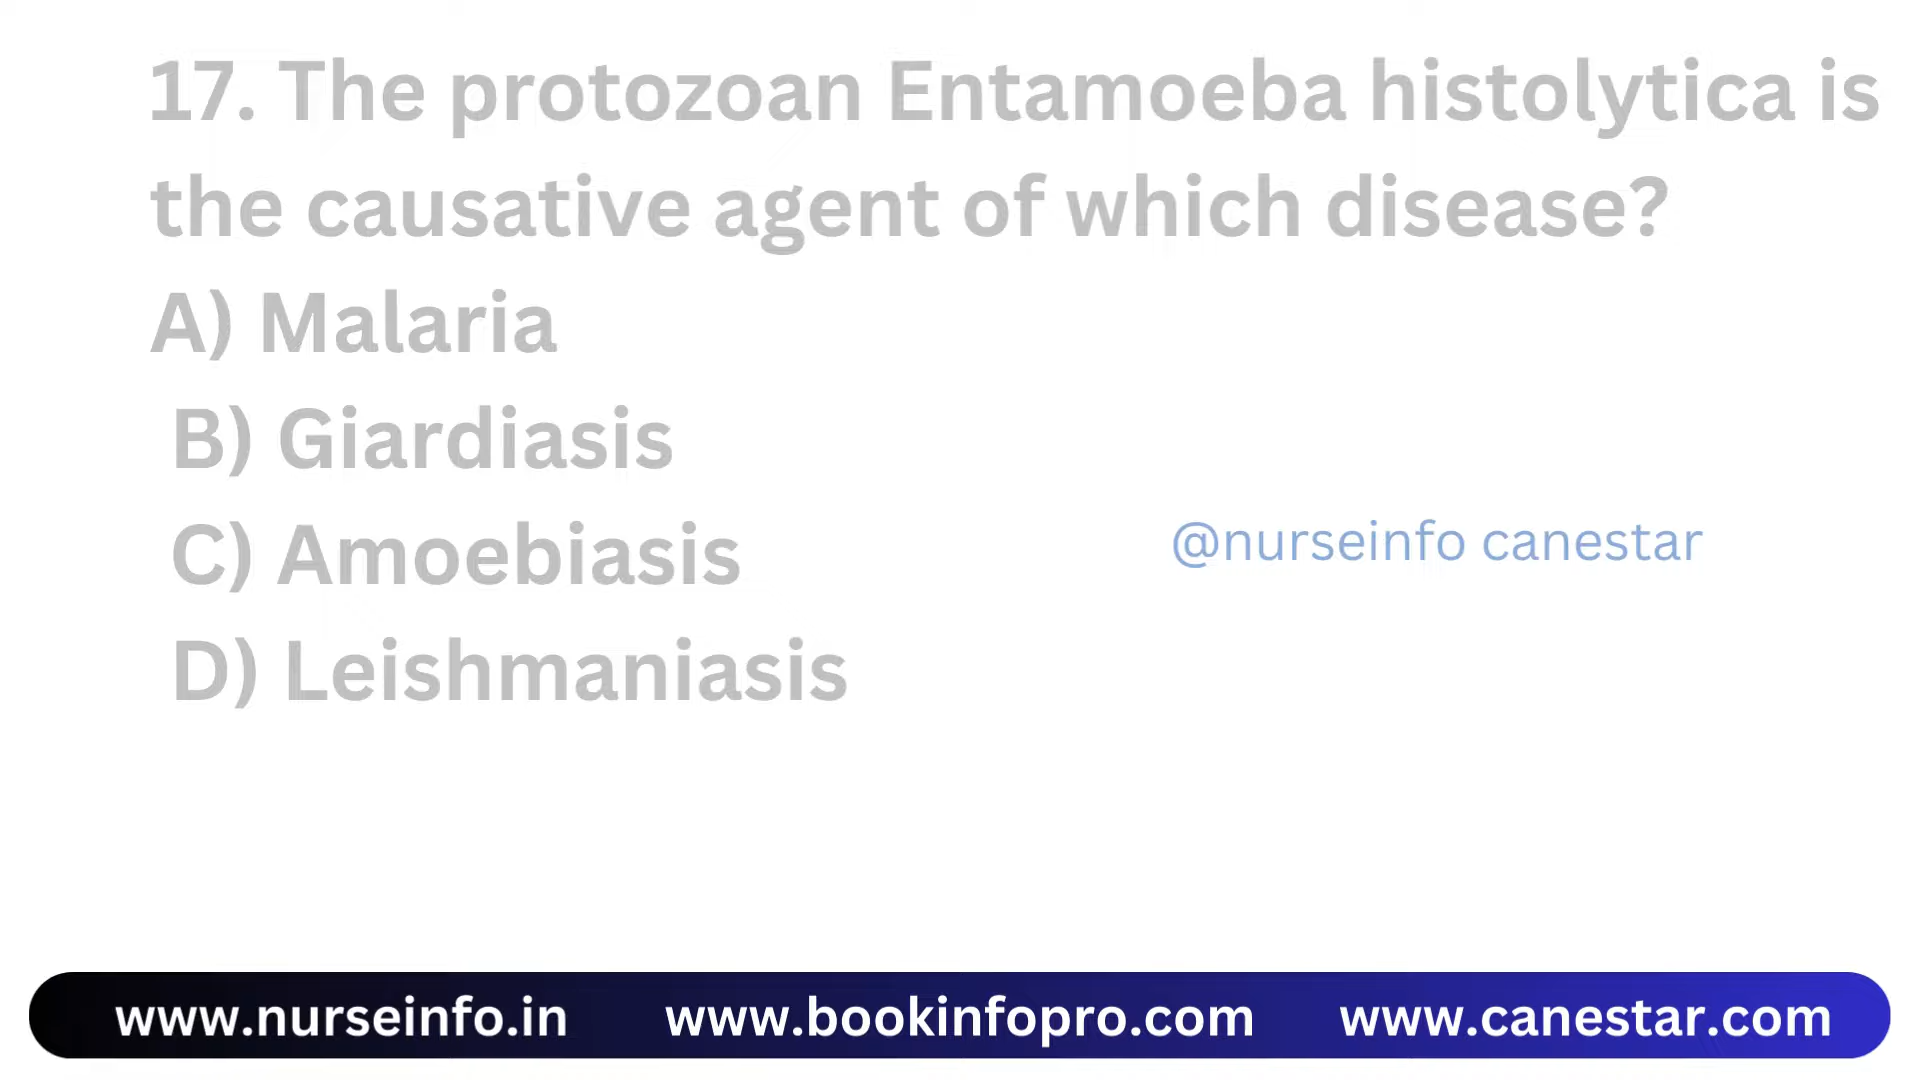 17. The protozoan Entamoeba histolytica is
the causative agent of which disease?
A) Malaria
B) Giardiasis
C) Amoebiasis
@nurseinfo canestar
D) Leishmaniasis
www.nurseinfo.in www.bookinfopro.com www.canestar.com